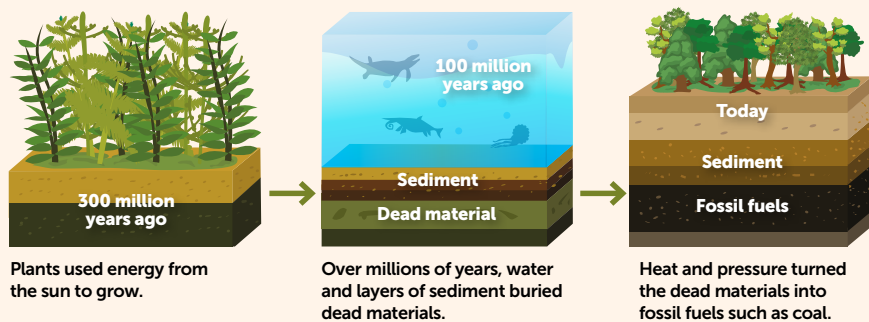 300 million
years ago
Plants used energy from
the sun to grow.
100 million
years ago
Sediment
Dead material
Over millions of years, water
and layers of sediment buried
dead materials.
Today
Sediment
Fossil fuels
Heat and pressure turned
the dead materials into
fossil fuels such as coal.